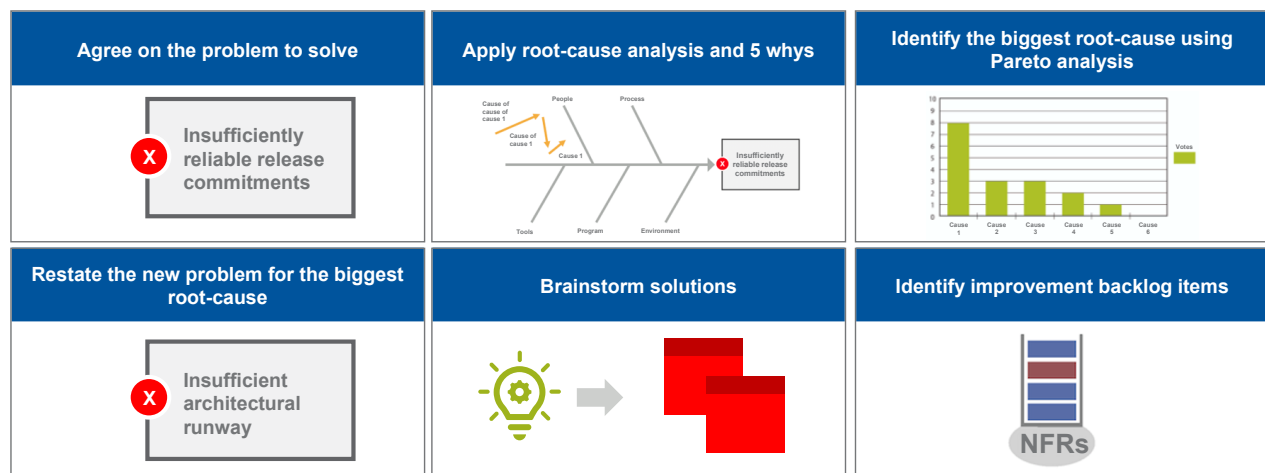 Agree on the problem to solve
X
Insufficiently
reliable release
commitments
Apply root-cause analysis and 5 whys
Cause of
cause of
cause 1
People
Process
Cause of
cause 1
Cause 1
X
Insufficiently
reliable release
commitments
Tools
Program
Environment
Identify the biggest root-cause using
Pareto analysis
10
9
8
7
6
5
4
3
2
1
0
Votes
Cause
1
Cause
2
Cause
3
Cause
4
Cause
5
Cause
6
Restate the new problem for the biggest
root-cause
X
Insufficient
architectural
runway
Brainstorm solutions
Identify improvement backlog items
NFRs